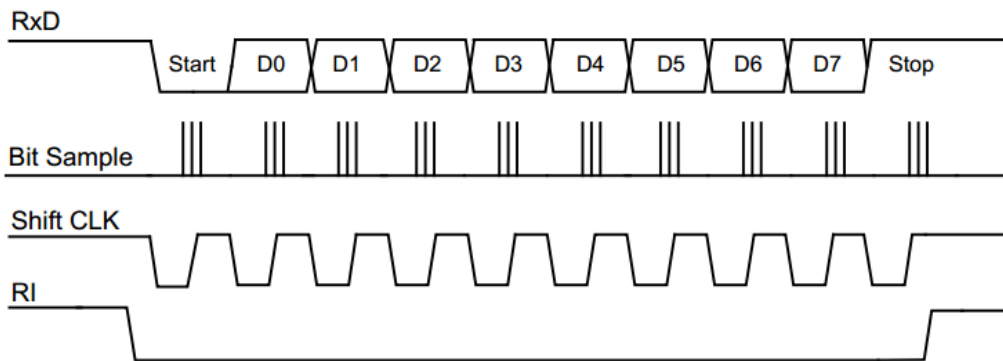 RxD
Start D0 D1 D2 D3 D4 D5 D6 D7 Stop
Bit Sample
Shift CLK
RI